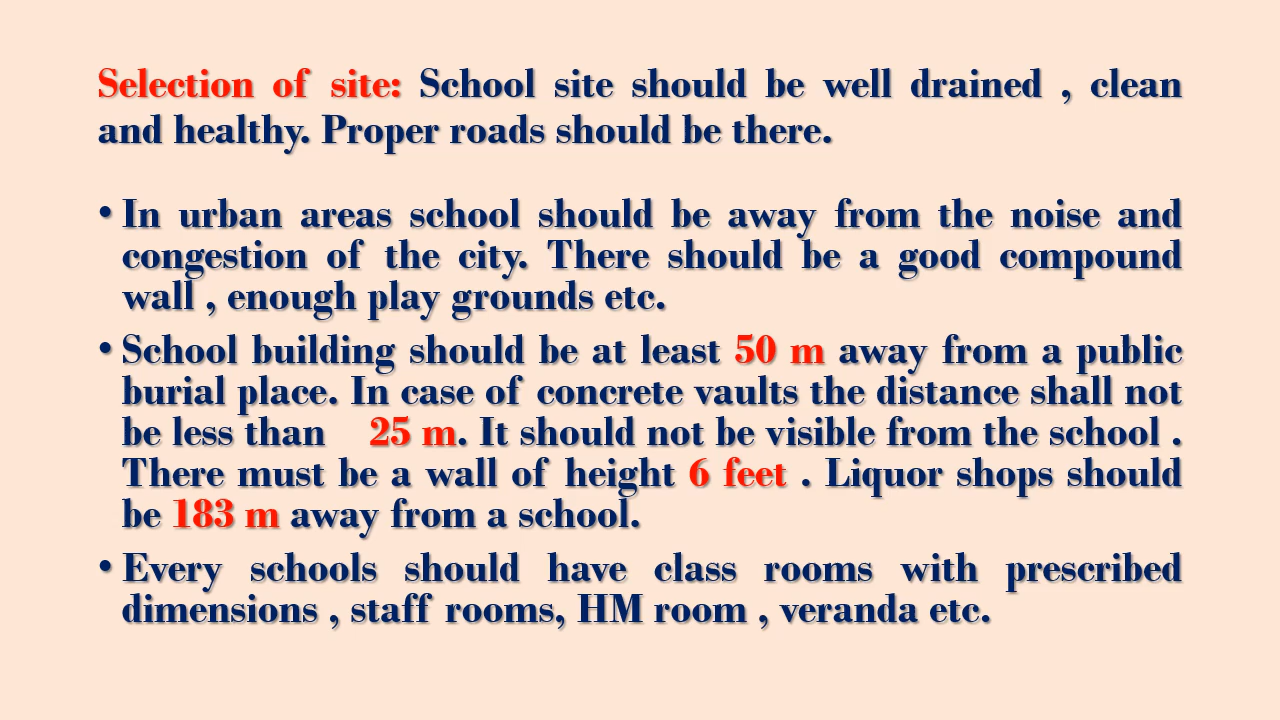 Selection of site: School site should be well drained , clean
and healthy. Proper roads should be there.
• In urban areas school should be away from the noise and
congestion of the city. There should be a good compound
wall , enough play grounds etc.
• School building should be at least 50 m away from a public
burial place. In case of concrete vaults the distance shall not
be less than 25 m. It should not be visible from the school .
There must be a wall of height 6 feet . Liquor shops should
be 183 m away from a school.
• Every schools should have class rooms with prescribed
dimensions , staff rooms, HM room , veranda etc.